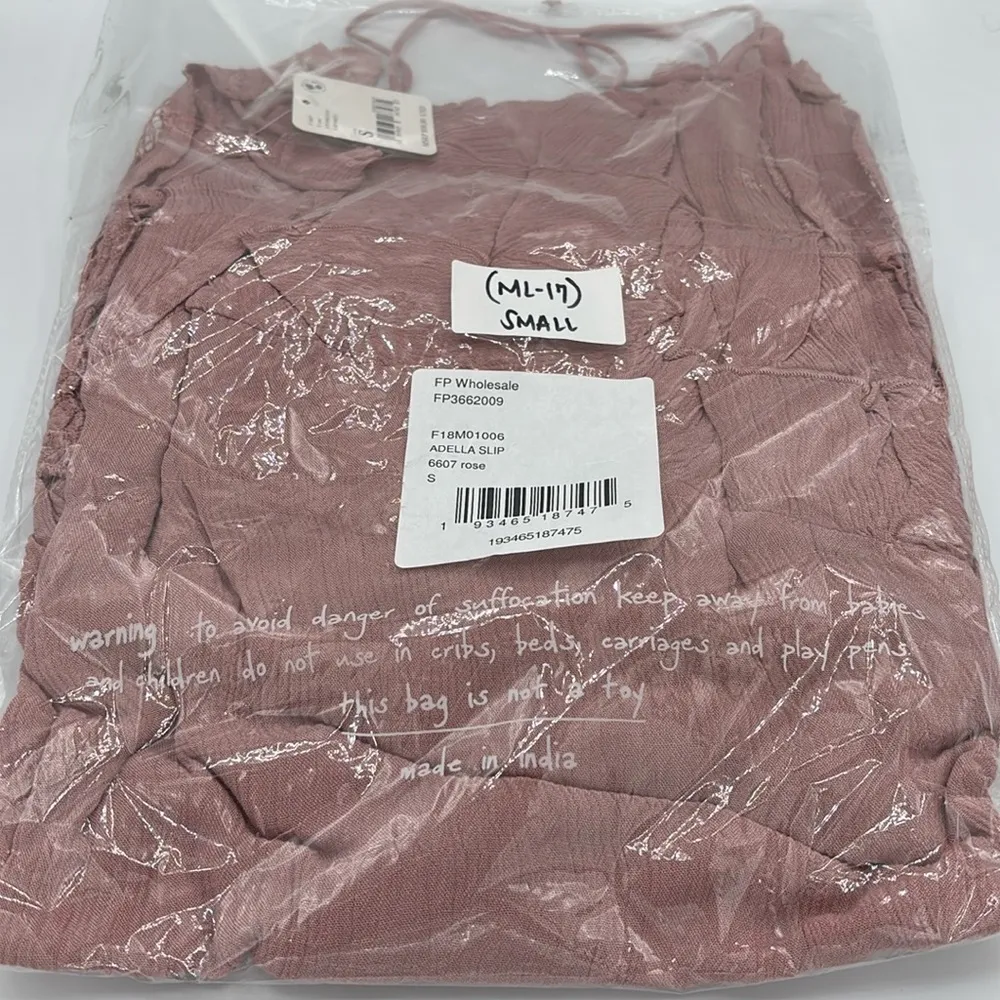 S
(ML-17)
SMALL
FP Wholesale
FP3662009
F18M01006
ADELLA SLIP
6607 rose
S
1 93465 18747 5
193465187475
warning to avoid danger of suffocation keep away from babies
and children do not use in cribs, beds, carriages and play pens
this bag is not a toy
made in india